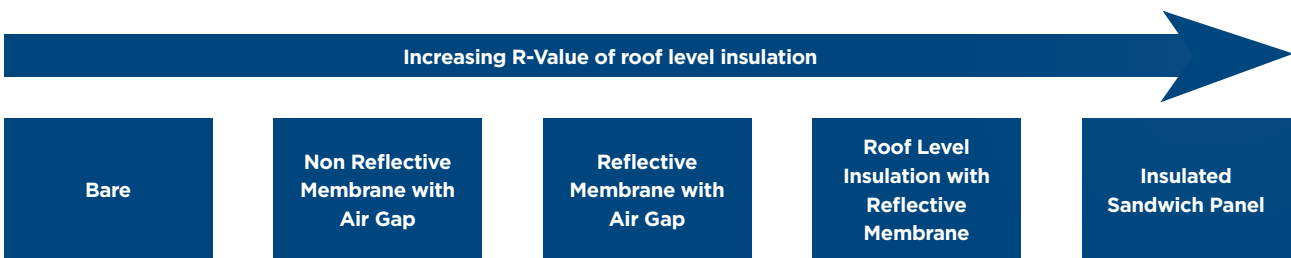 Increasing R-Value of roof level insulation
Bare
Non Reflective
Membrane with
Air Gap
Reflective
Membrane with
Air Gap
Roof Level
Insulation with
Reflective
Membrane
Insulated
Sandwich Panel